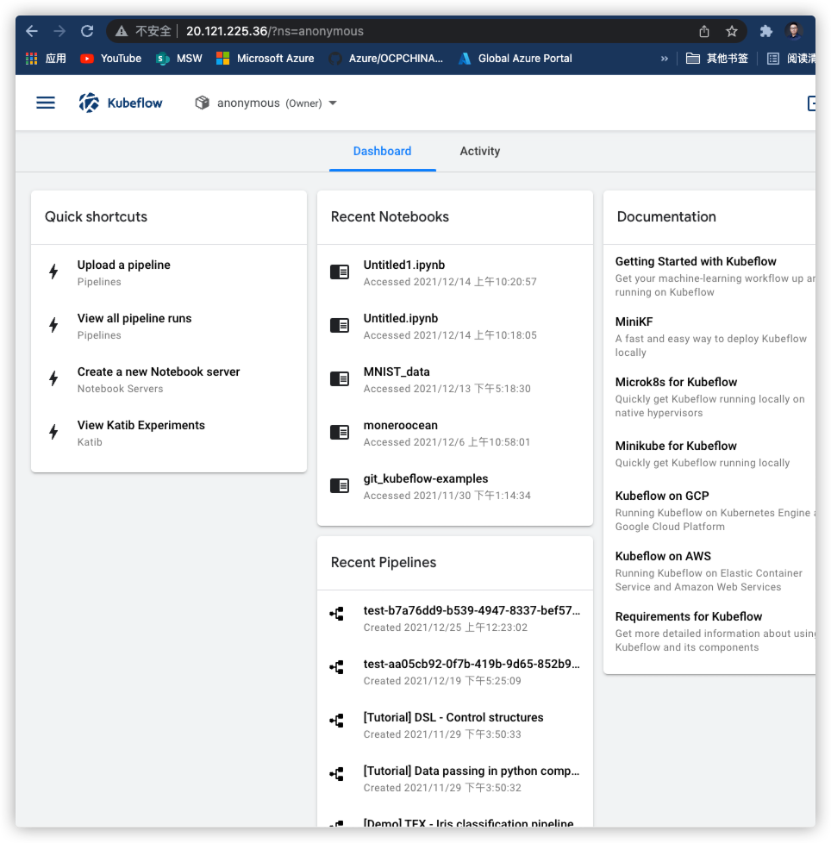 不安全 20.121.225.36/?ns=anonymous
应用 YouTube MSW Microsoft Azure Azure/OCPCHINA... Global Azure Portal » 其他书签 阅读清
Kubeflow anonymous (Owner)
Dashboard Activity
Quick shortcuts
Upload a pipeline
Pipelines
View all pipeline runs
Pipelines
Create a new Notebook server
Notebook Servers
View Katib Experiments
Katib
Recent Notebooks
Untitled1.ipynb
Accessed 2021/12/14 上午10:20:57
Untitled.ipynb
Accessed 2021/12/14 上午10:18:05
MNIST_data
Accessed 2021/12/13 下午5:18:30
moneroocean
Accessed 2021/12/6 上午10:58:01
git_kubeflow-examples
Accessed 2021/11/30 下午1:14:34
Recent Pipelines
test-b7a76dd9-b539-4947-8337-bef57...
Created 2021/12/25 上午12:23:02
test-aa05cb92-0f7b-419b-9d65-852b9...
Created 2021/12/19 下午5:25:09
[Tutorial] DSL - Control structures
Created 2021/11/29 下午3:50:33
[Tutorial] Data passing in python comp...
Created 2021/11/29 下午3:50:32
[Demo] TFX - Iris classification pipeline
Documentation
Getting Started with Kubeflow
Get your machine-learning workflow up an
running on Kubeflow
MiniKF
A fast and easy way to deploy Kubeflow
locally
Microk8s for Kubeflow
Quickly get Kubeflow running locally on
native hypervisors
Minikube for Kubeflow
Quickly get Kubeflow running locally
Kubeflow on GCP
Running Kubeflow on Kubernetes Engine a
Google Cloud Platform
Kubeflow on AWS
Running Kubeflow on Elastic Container
Service and Amazon Web Services
Requirements for Kubeflow
Get more detailed information about using
Kubeflow and its components